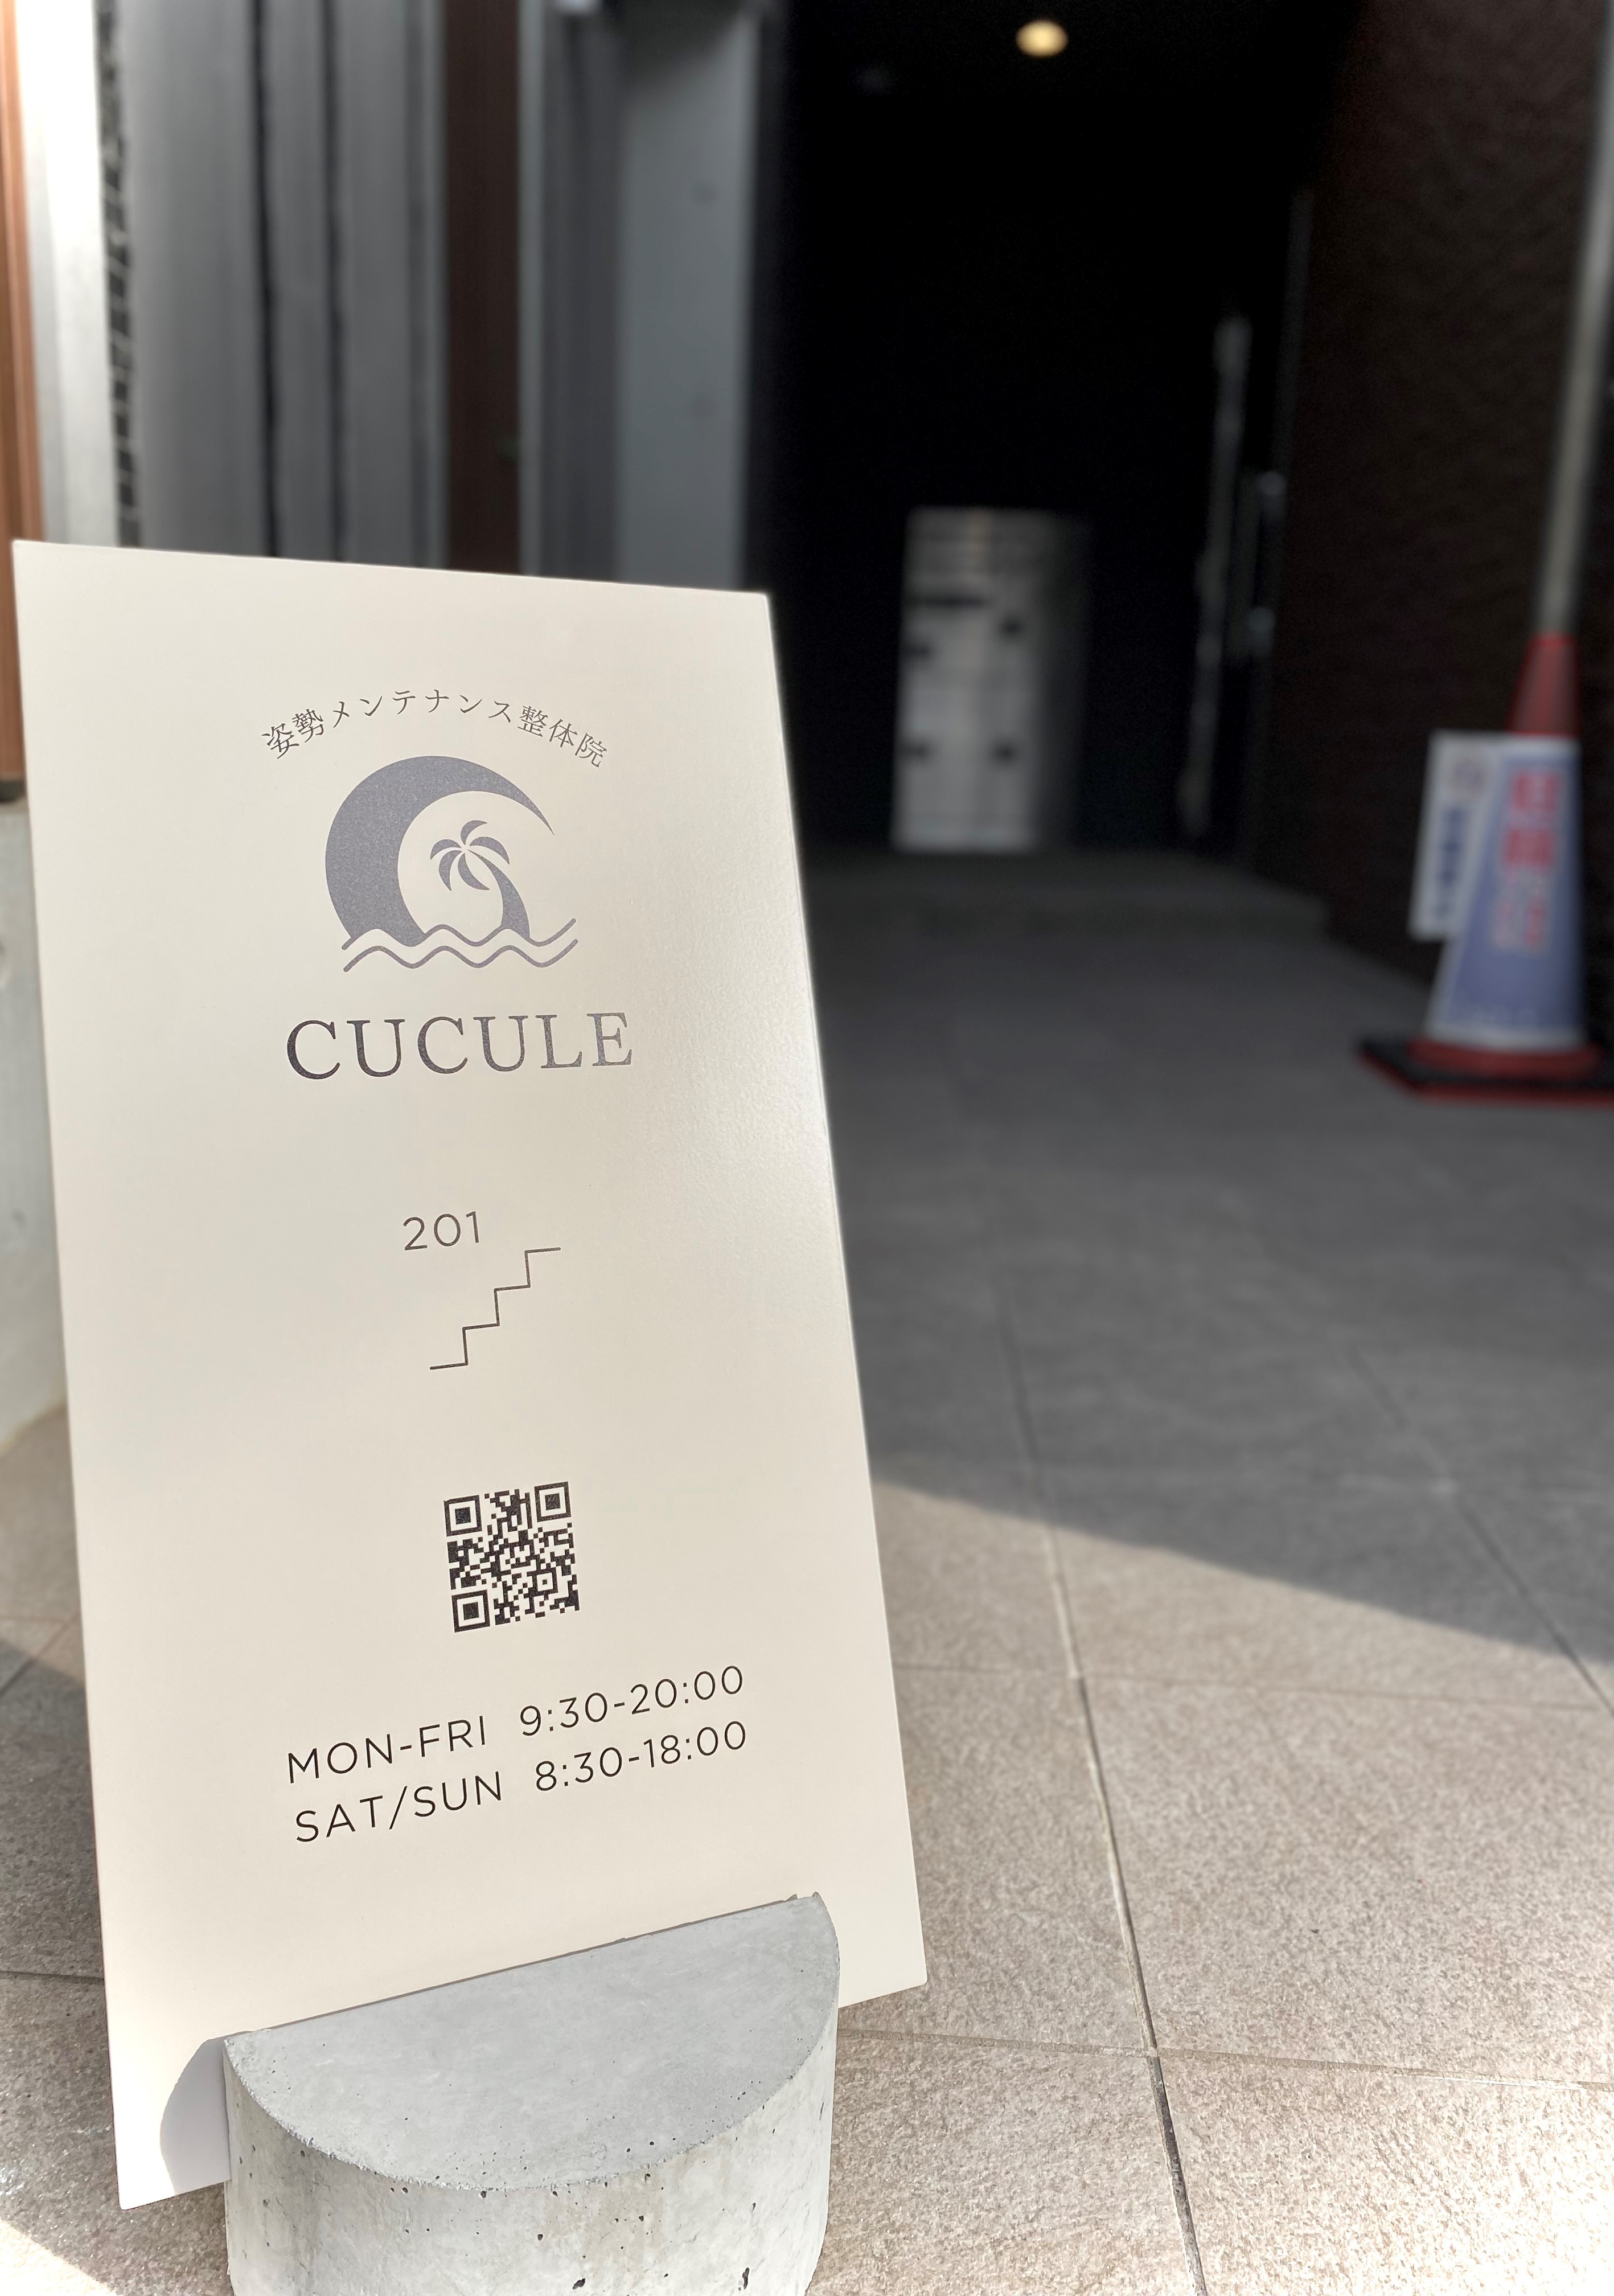 姿勢メンテナンス整体院
CUCULE
201
MON-FRI 9:30-20:00
SAT/SUN 8:30-18:00